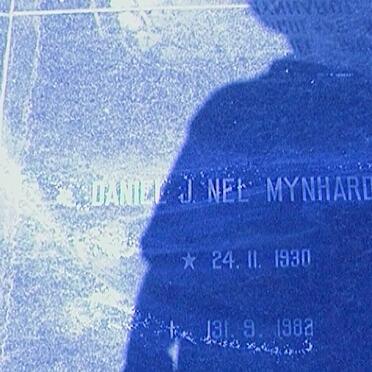 DANIEL J. NEL MYNHARD
★ 24. 11. 1930
† 31. 9. 1982